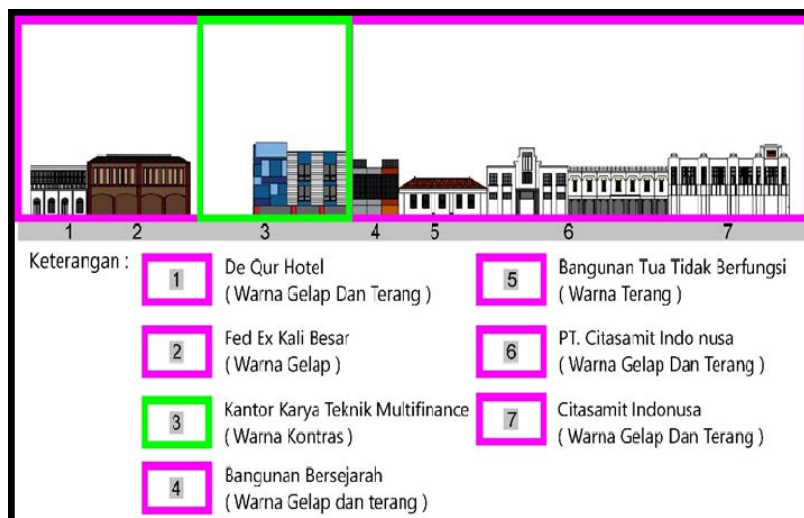 1 2 3 4 5 6 7
Keterangan :
1 De Qur Hotel
( Warna Gelap Dan Terang )
2 Fed Ex Kali Besar
( Warna Gelap )
3 Kantor Karya Teknik Multifinance
( Warna Kontras )
4 Bangunan Bersejarah
( Warna Gelap dan terang )
5 Bangunan Tua Tidak Berfungsi
( Warna Terang )
6 PT. Citasamit Indo nusa
( Warna Gelap Dan Terang )
7 Citasamit Indonusa
( Warna Gelap Dan Terang )